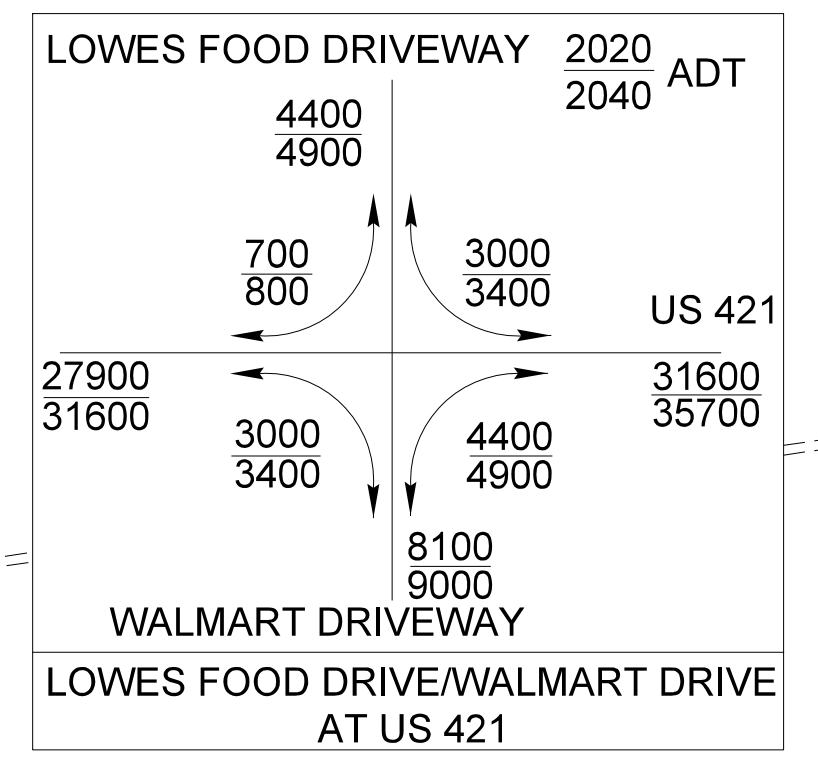 LOWES FOOD DRIVEWAY
2020
2040 ADT
4400
4900
700
800
3000
3400
US 421
27900
31600
31600
35700
3000
3400
4400
4900
8100
9000
WALMART DRIVEWAY
LOWES FOOD DRIVE/WALMART DRIVE
AT US 421